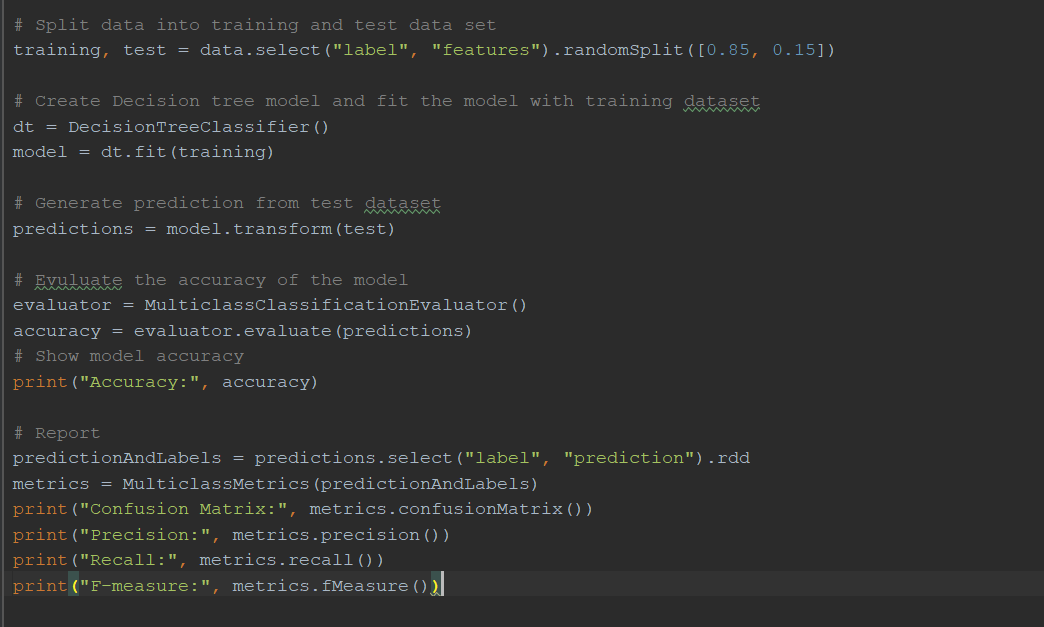 # Split data into training and test data set
training, test = data.select("label", "features").randomSplit([0.85, 0.15])
# Create Decision tree model and fit the model with training dataset
dt = DecisionTreeClassifier()
model = dt.fit(training)
# Generate prediction from test dataset
predictions = model.transform(test)
# Evuluate the accuracy of the model
evaluator = MulticlassClassificationEvaluator()
accuracy = evaluator.evaluate(predictions)
# Show model accuracy
print("Accuracy:", accuracy)
# Report
predictionAndLabels = predictions.select("label", "prediction").rdd
metrics = MulticlassMetrics(predictionAndLabels)
print("Confusion Matrix:", metrics.confusionMatrix())
print("Precision:", metrics.precision())
print("Recall:", metrics.recall())
print("F-measure:", metrics.fMeasure())